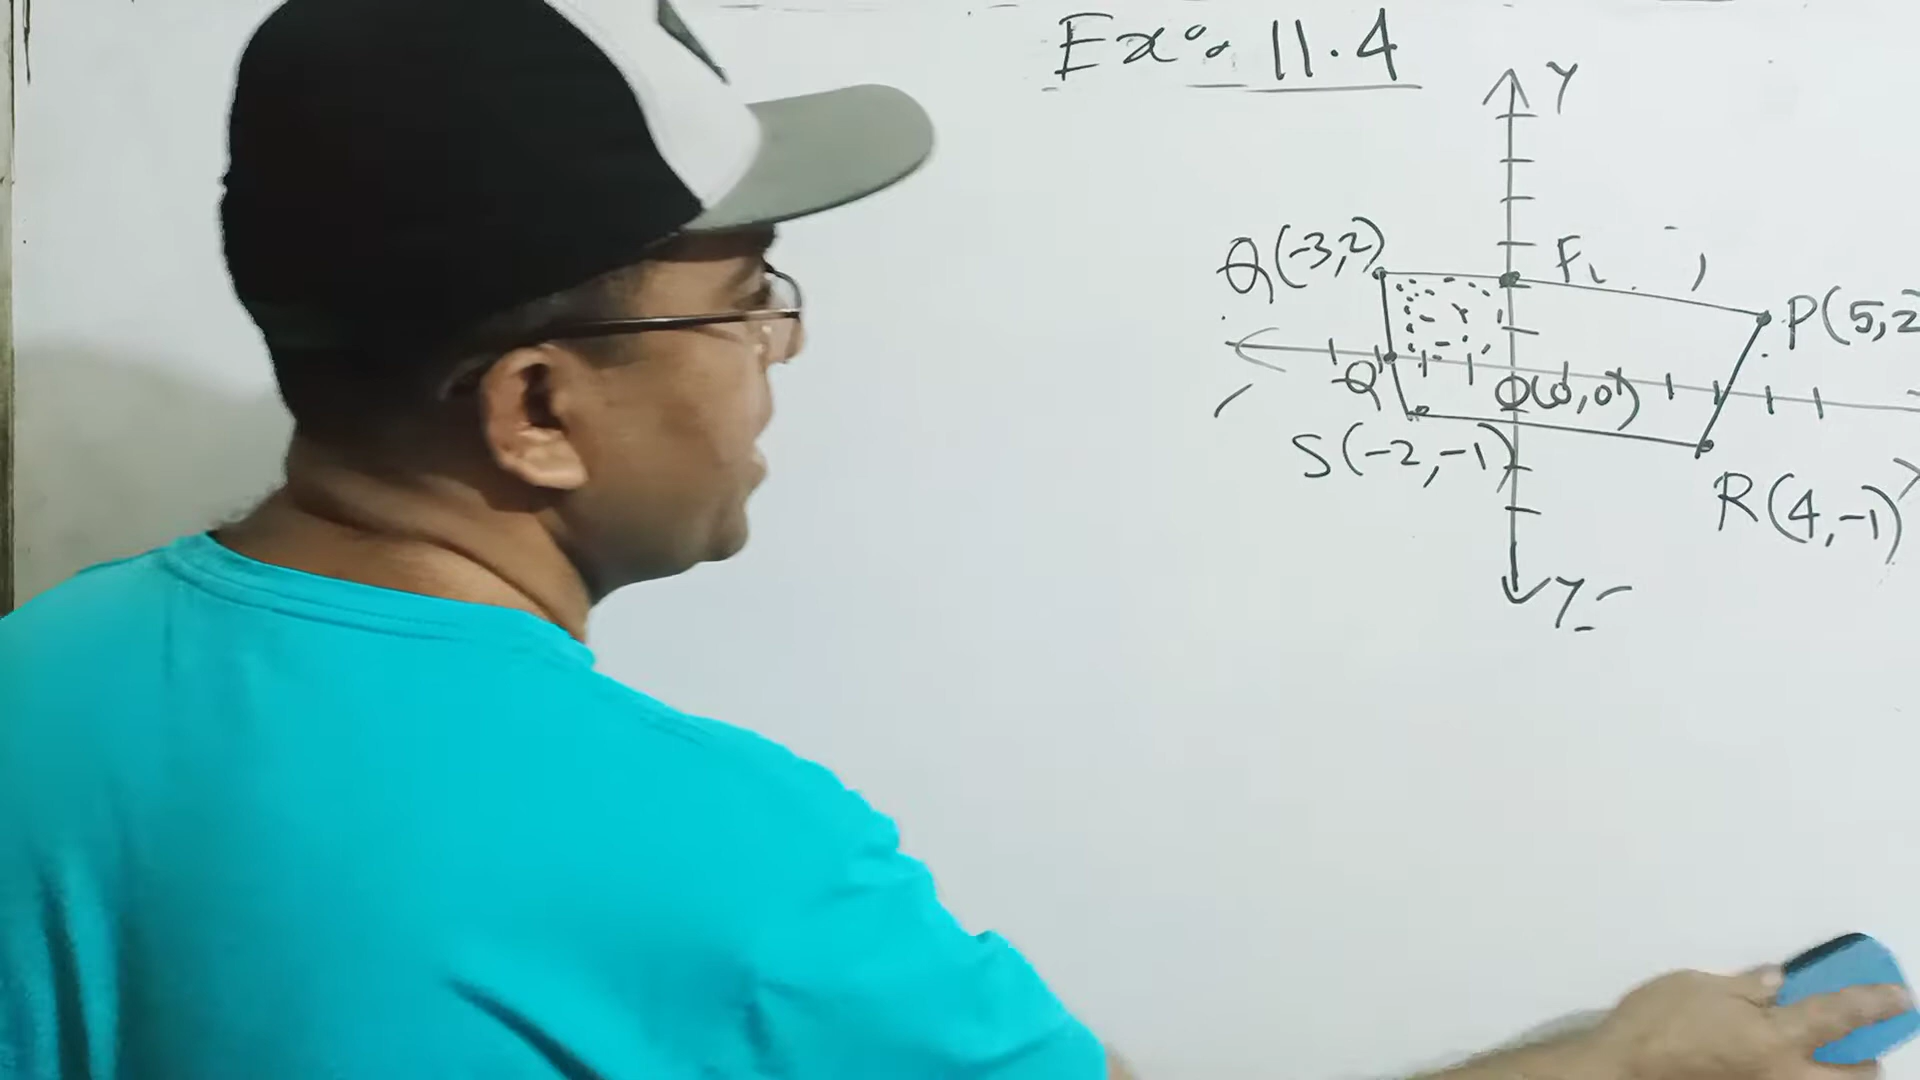 Ex: 11.4
Y
Q(-3,2)
F
P(5,2
Q'
O(0,0)
S(-2,-1)
R(4,-1)
Y'